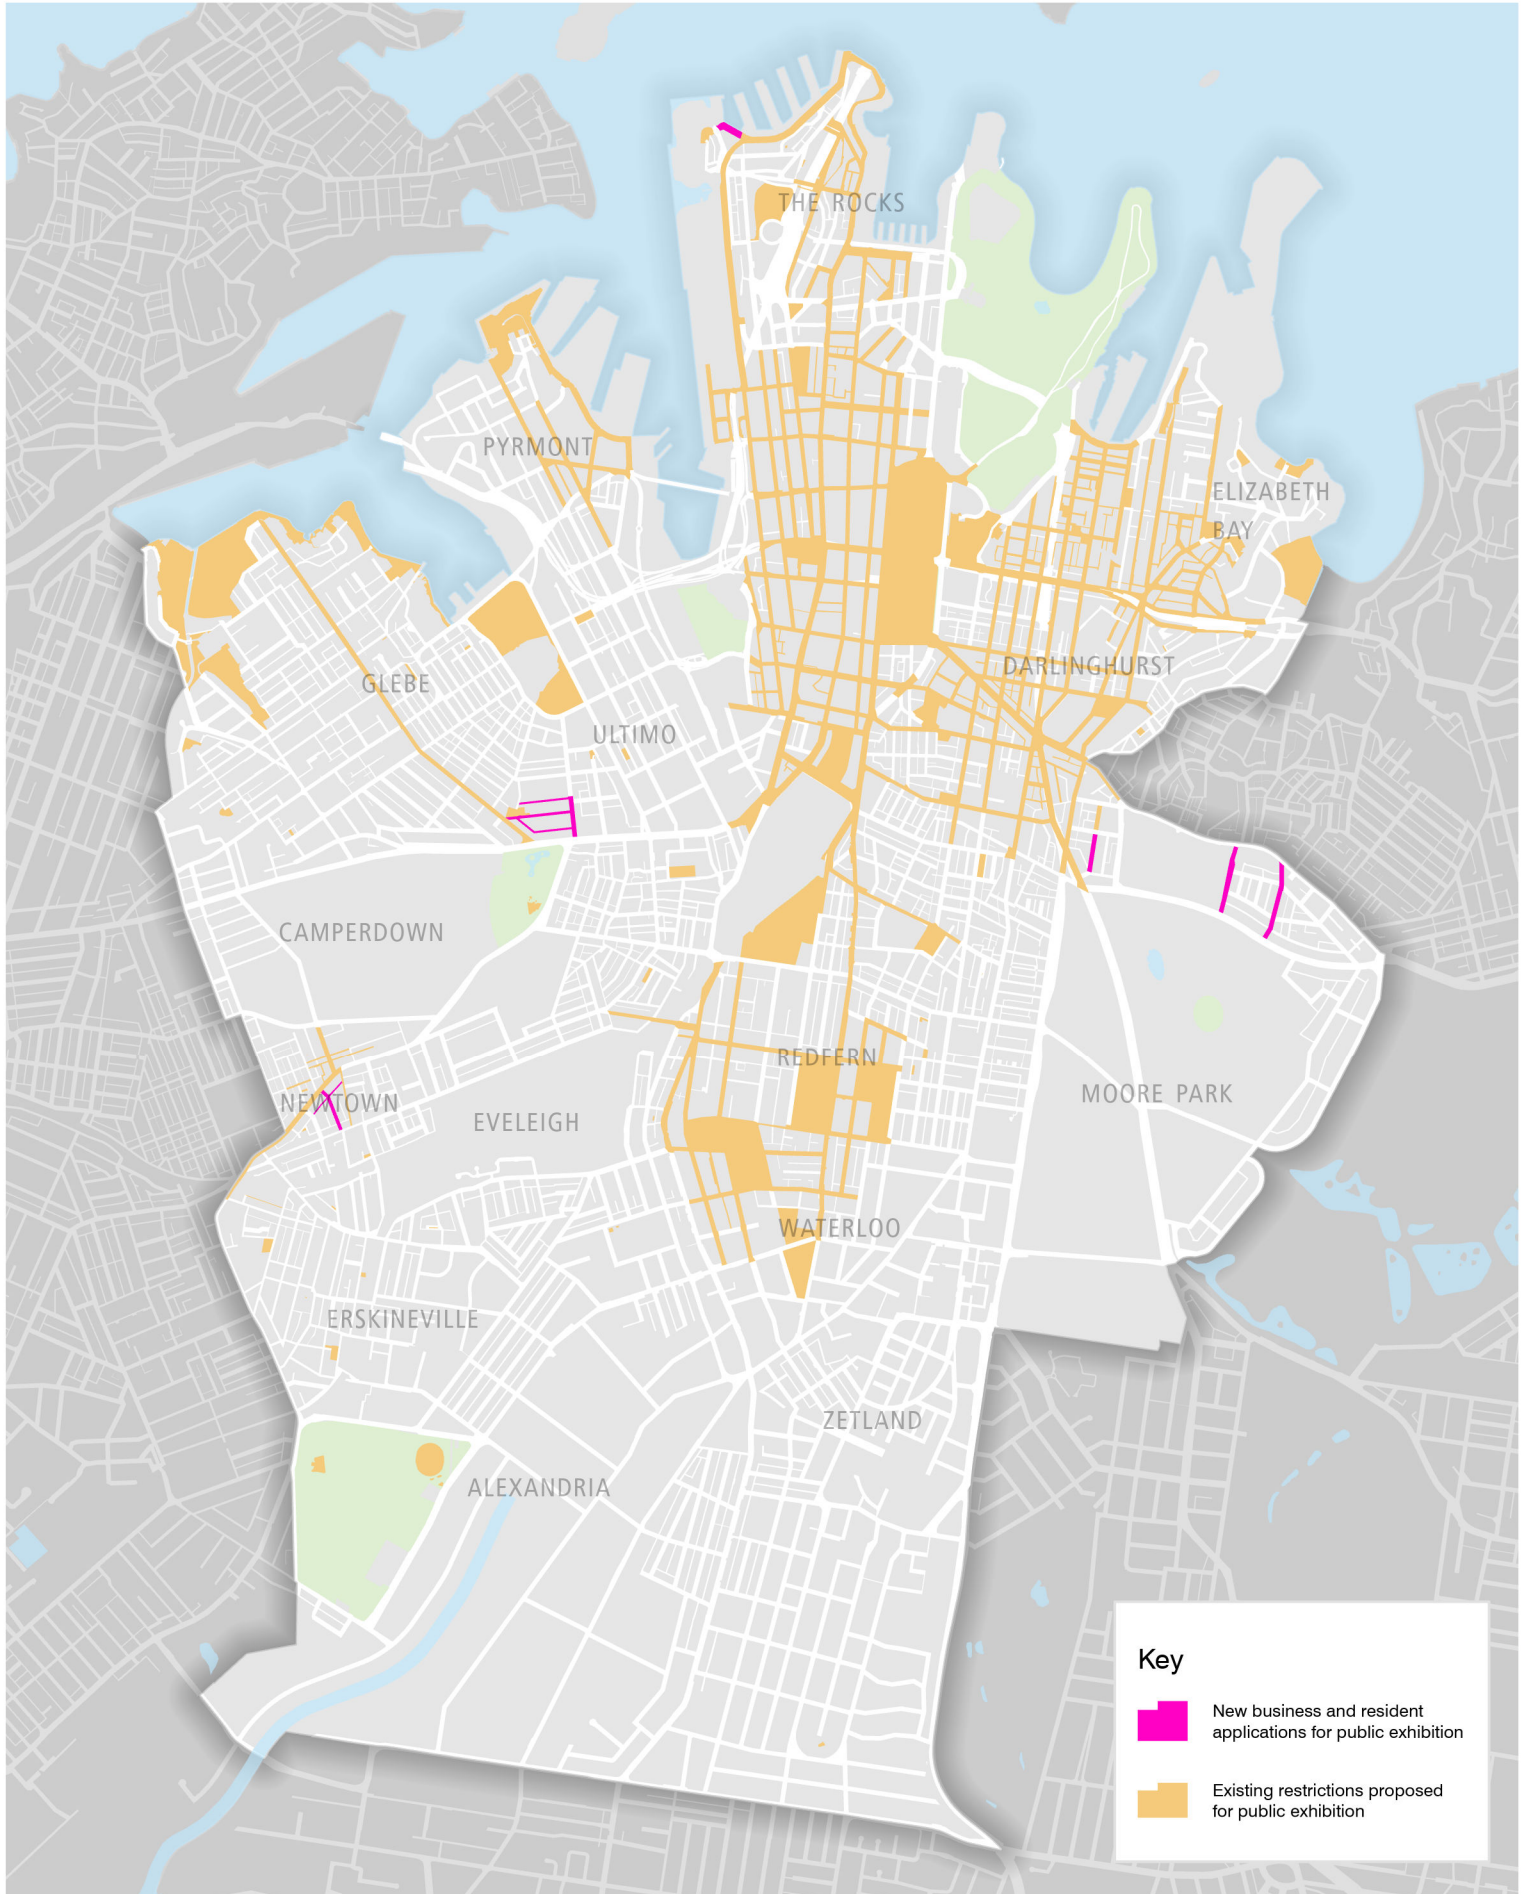 THE ROCKS
PYRMONT
ELIZABETH
BAY
DARLINGHURST
GLEBE
ULTIMO
CAMPERDOWN
REDFERN
MOORE PARK
NEWTOWN
EVELEIGH
WATERLOO
ERSKINEVILLE
ZETLAND
ALEXANDRIA
Key
New business and resident
applications for public exhibition
Existing restrictions proposed
for public exhibition